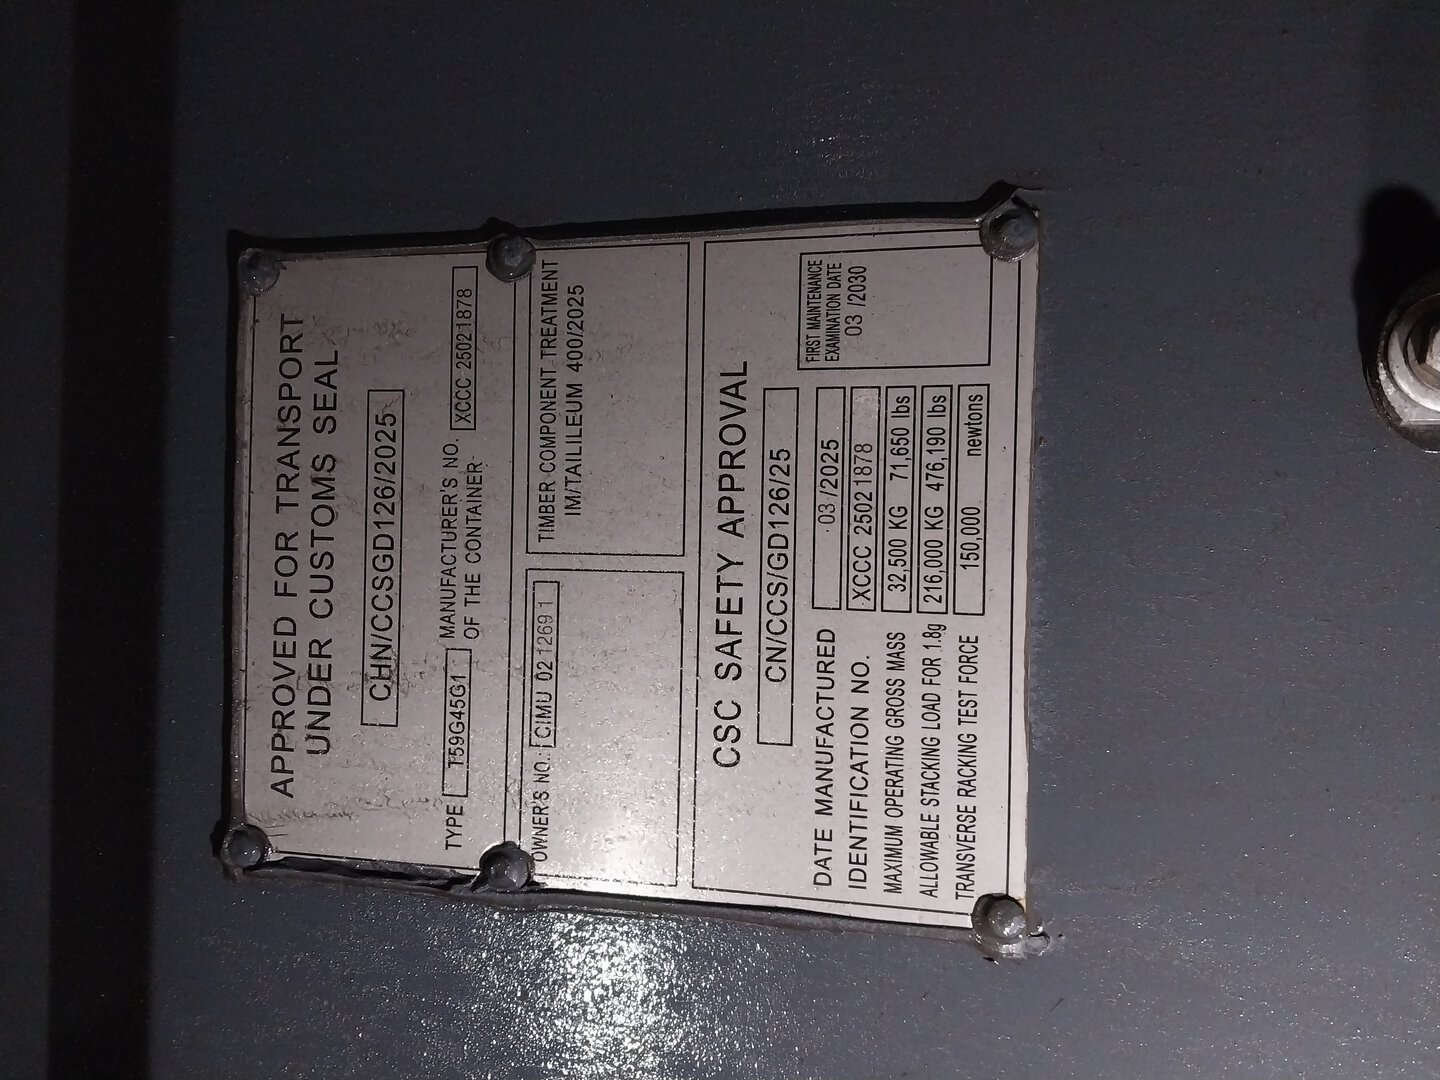 APPROVED FOR TRANSPORT
UNDER CUSTOMS SEAL
CHN/CCSGD126/2025
TYPE T59G45G1 MANUFACTURER'S NO. OF THE CONTAINER XCCC 25021878
OWNER'S NO.: CIMU 02 12691
TIMBER COMPONENT TREATMENT
IM/TAILILEUM 400/2025
CSC SAFETY APPROVAL
CN/CCS/GD126/25
DATE MANUFACTURED 03 /2025
IDENTIFICATION NO. XCCC 2502 1878
MAXIMUM OPERATING GROSS MASS 32,500 KG 71,650 lbs
ALLOWABLE STACKING LOAD FOR 1.8g 216,000 KG 476,190 lbs
TRANSVERSE RACKING TEST FORCE 150,000 newtons
FIRST MAINTENANCE
EXAMINATION DATE
03 /2030